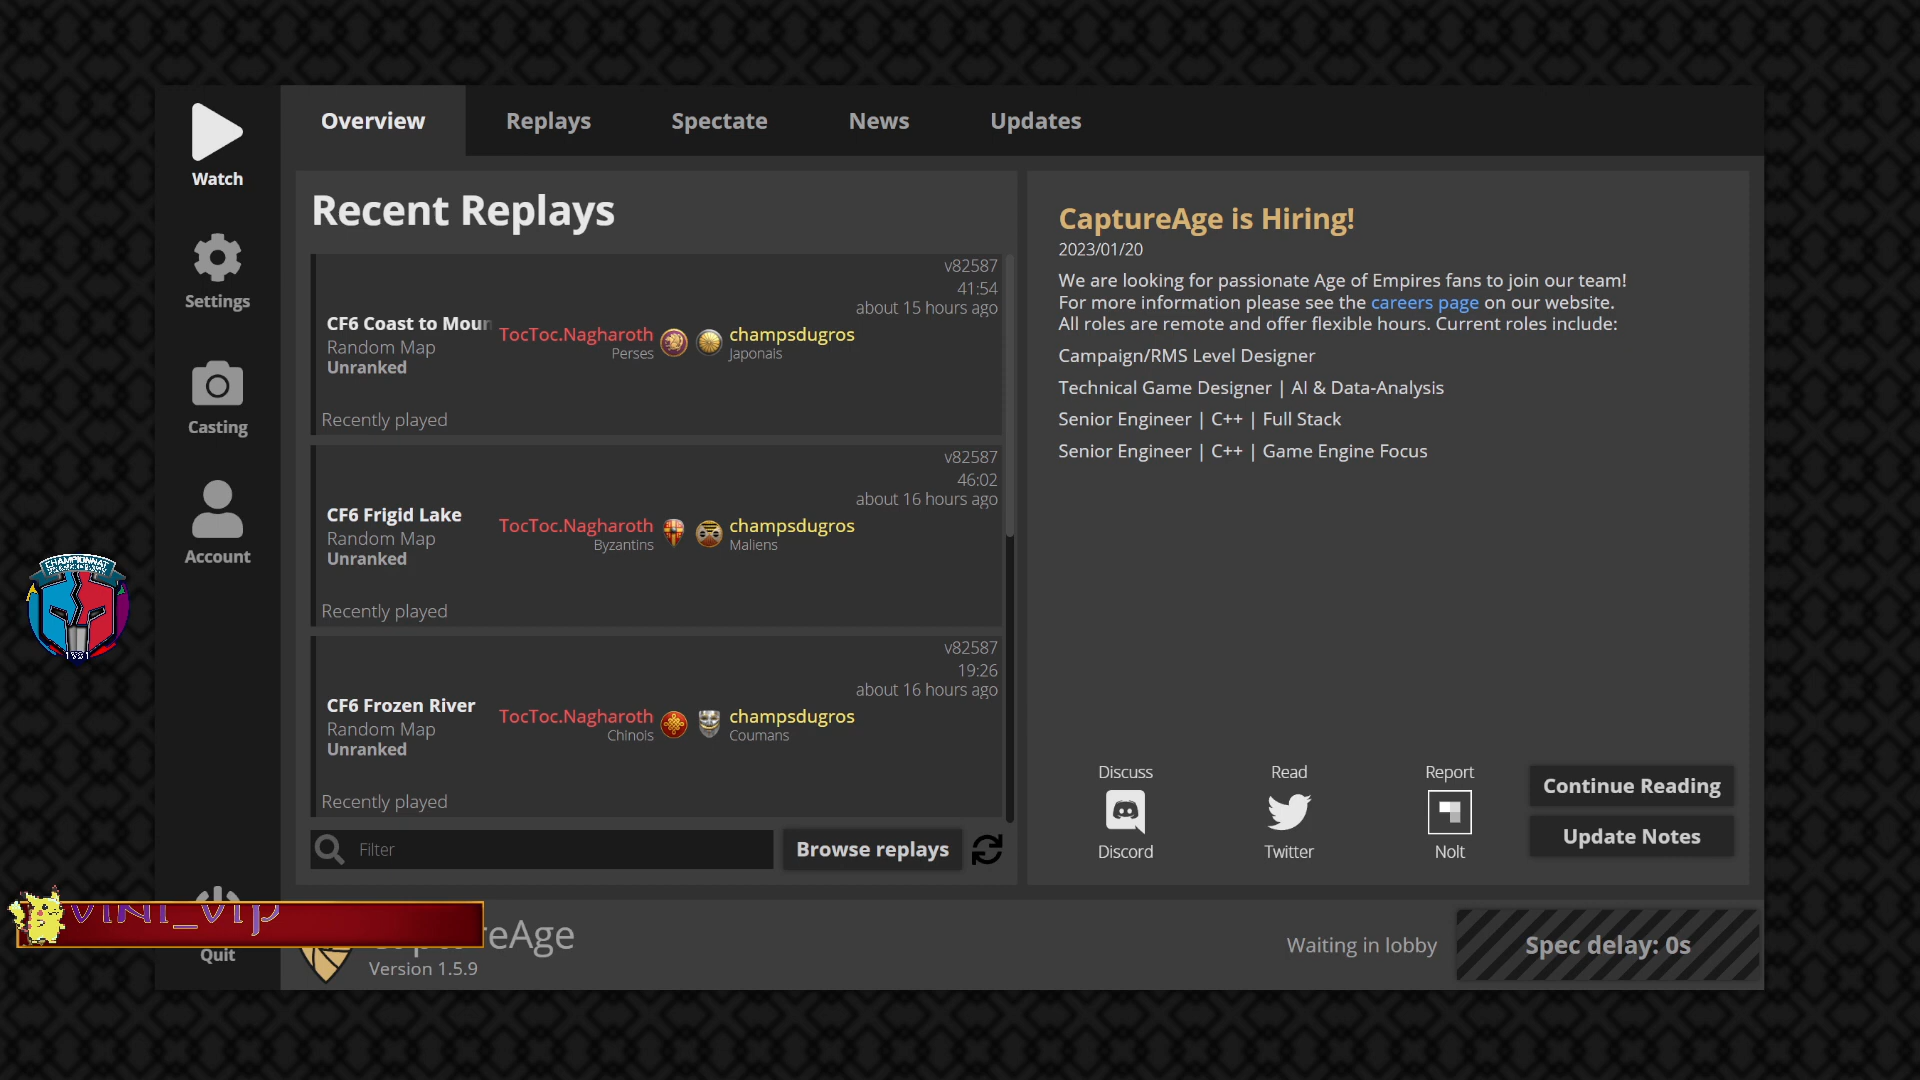 Overview
Replays
Spectate
News
Updates
Watch
Settings
Casting
Account
Quit
Recent Replays
v82587
41:54
about 15 hours ago
CF6 Coast to Moun
Random Map
Unranked
TocToc.Nagharoth
Perses
champsdugros
Japonais
Recently played
v82587
46:02
about 16 hours ago
CF6 Frigid Lake
Random Map
Unranked
TocToc.Nagharoth
Byzantins
champsdugros
Maliens
Recently played
v82587
19:26
about 16 hours ago
CF6 Frozen River
Random Map
Unranked
TocToc.Nagharoth
Chinois
champsdugros
Coumans
Recently played
Filter
Browse replays
CaptureAge is Hiring!
2023/01/20
We are looking for passionate Age of Empires fans to join our team!
For more information please see the careers page on our website.
All roles are remote and offer flexible hours. Current roles include:
Campaign/RMS Level Designer
Technical Game Designer | AI & Data-Analysis
Senior Engineer | C++ | Full Stack
Senior Engineer | C++ | Game Engine Focus
Discuss
Discord
Read
Twitter
Report
Nolt
Continue Reading
Update Notes
CHAMPIONNAT
1VS1
vini_vip
eAge
Version 1.5.9
Waiting in lobby
Spec delay: 0s